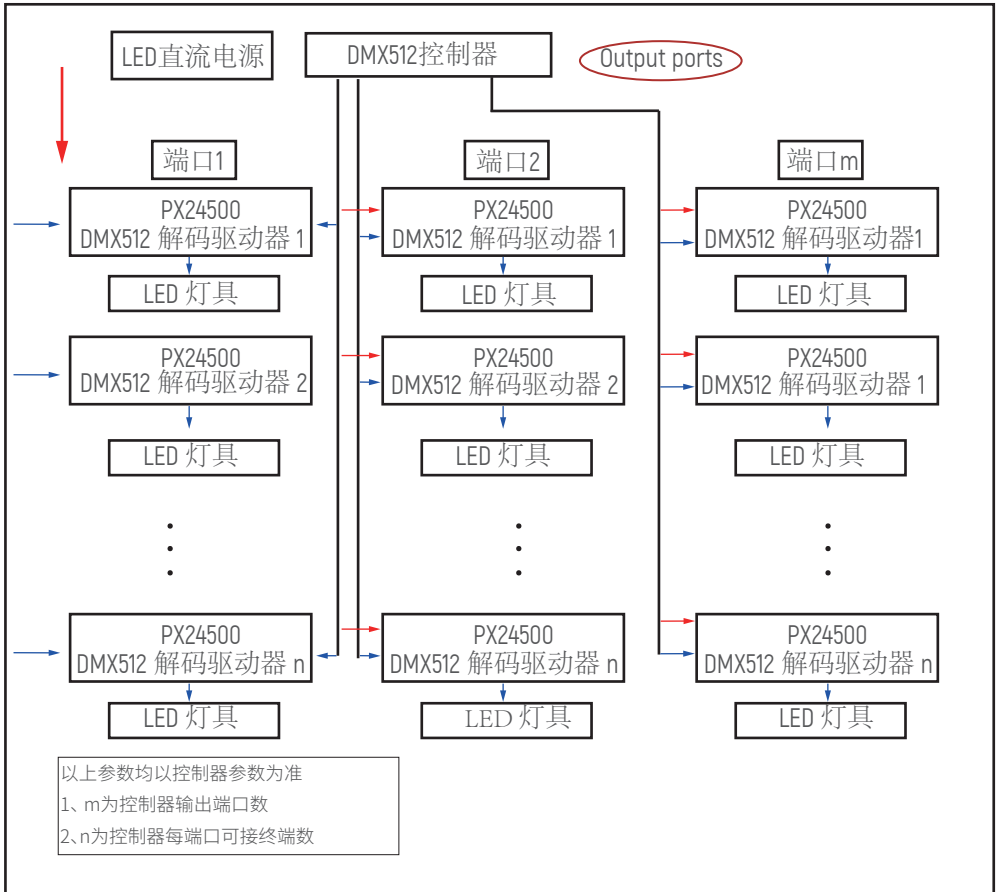 LED直流电源
DMX512控制器
Output ports
端口1
端口2
端口m
PX24500
DMX512 解码驱动器 1
PX24500
DMX512 解码驱动器 1
PX24500
DMX512 解码驱动器1
LED 灯具
LED 灯具
LED 灯具
PX24500
DMX512 解码驱动器 2
PX24500
DMX512 解码驱动器 2
PX24500
DMX512 解码驱动器 1
LED 灯具
LED 灯具
LED 灯具
PX24500
DMX512 解码驱动器 n
PX24500
DMX512 解码驱动器 n
PX24500
DMX512 解码驱动器 n
LED 灯具
LED 灯具
LED 灯具
以上参数均以控制器参数为准
1、m为控制器输出端口数
2、n为控制器每端口可接终端数